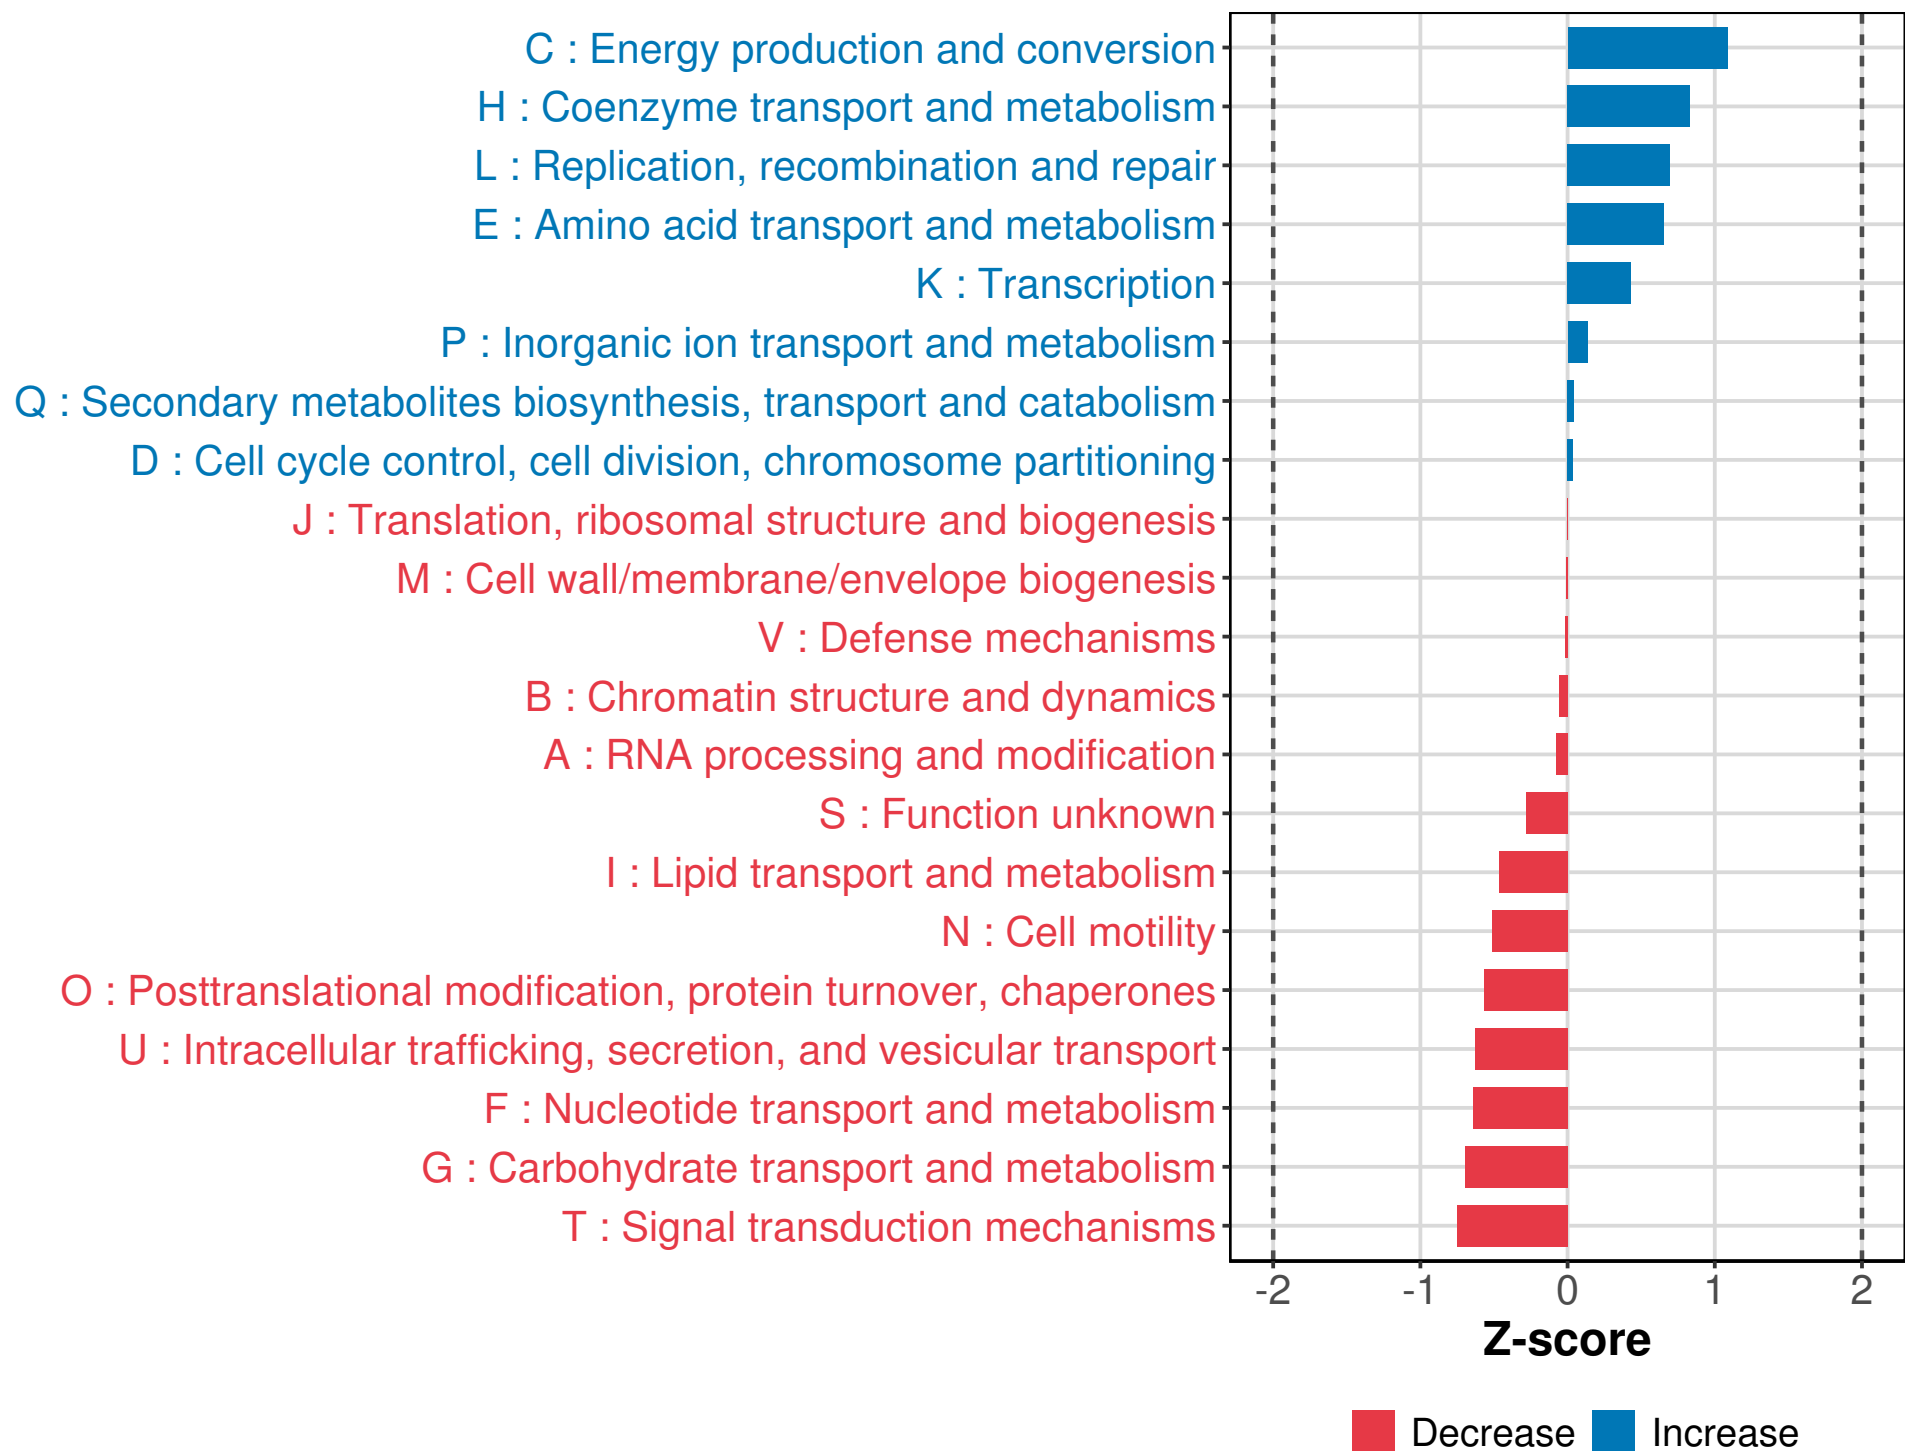 C : Energy production and conversion
H : Coenzyme transport and metabolism
L : Replication, recombination and repair
E : Amino acid transport and metabolism
K : Transcription
P : Inorganic ion transport and metabolism
Q : Secondary metabolites biosynthesis, transport and catabolism
D : Cell cycle control, cell division, chromosome partitioning
J : Translation, ribosomal structure and biogenesis
M : Cell wall/membrane/envelope biogenesis
V : Defense mechanisms
B : Chromatin structure and dynamics
A : RNA processing and modification
S : Function unknown
I : Lipid transport and metabolism
N : Cell motility
O : Posttranslational modification, protein turnover, chaperones
U : Intracellular trafficking, secretion, and vesicular transport
F : Nucleotide transport and metabolism
G : Carbohydrate transport and metabolism
T : Signal transduction mechanisms
-2 -1 0 1 2
Z-score
Decrease Increase